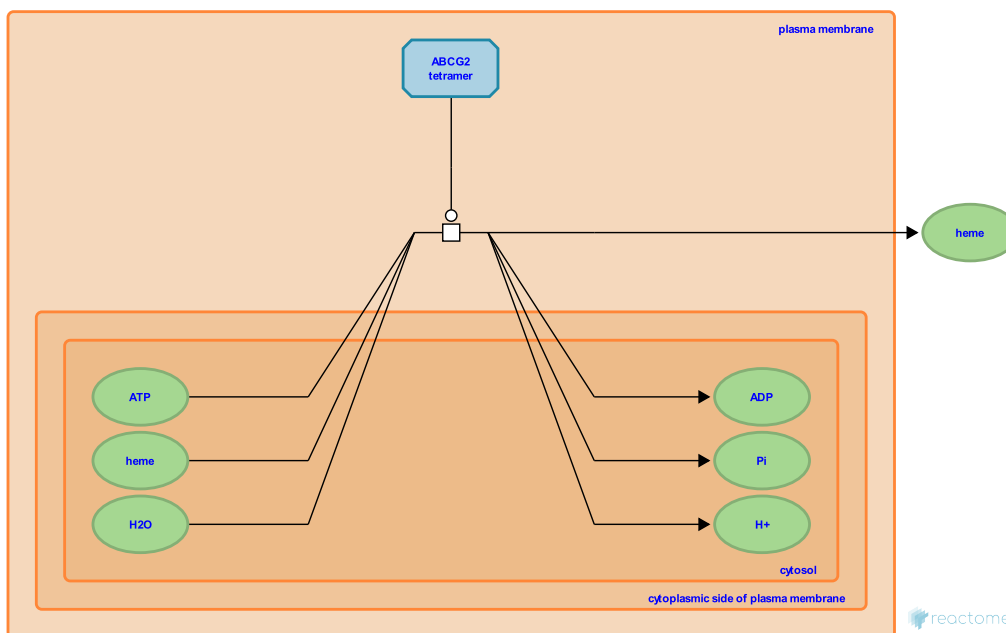 plasma membrane
ABCG2
tetramer
heme
ATP
ADP
heme
Pi
H2O
H+
cytosol
cytoplasmic side of plasma membrane
reactome